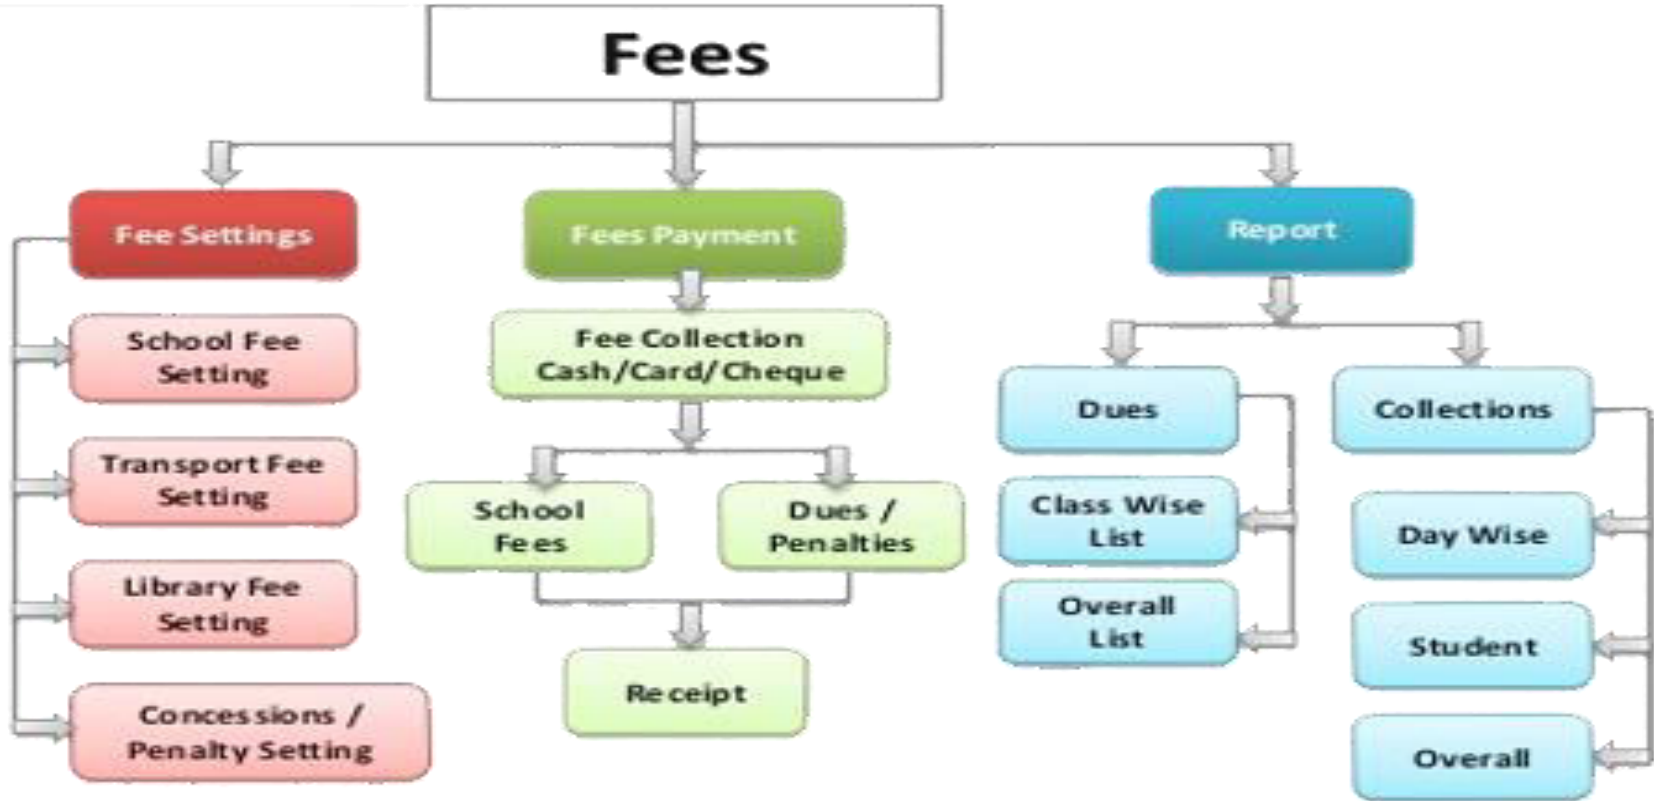 Fees
Fee Settings
School Fee
Setting
Transport Fee
Setting
Library Fee
Setting
Concessions /
Penalty Setting
Fees Payment
Fee Collection
Cash/Card/Cheque
School
Fees
Dues /
Penalties
Receipt
Report
Dues
Class Wise
List
Overall
List
Collections
Day Wise
Student
Overall